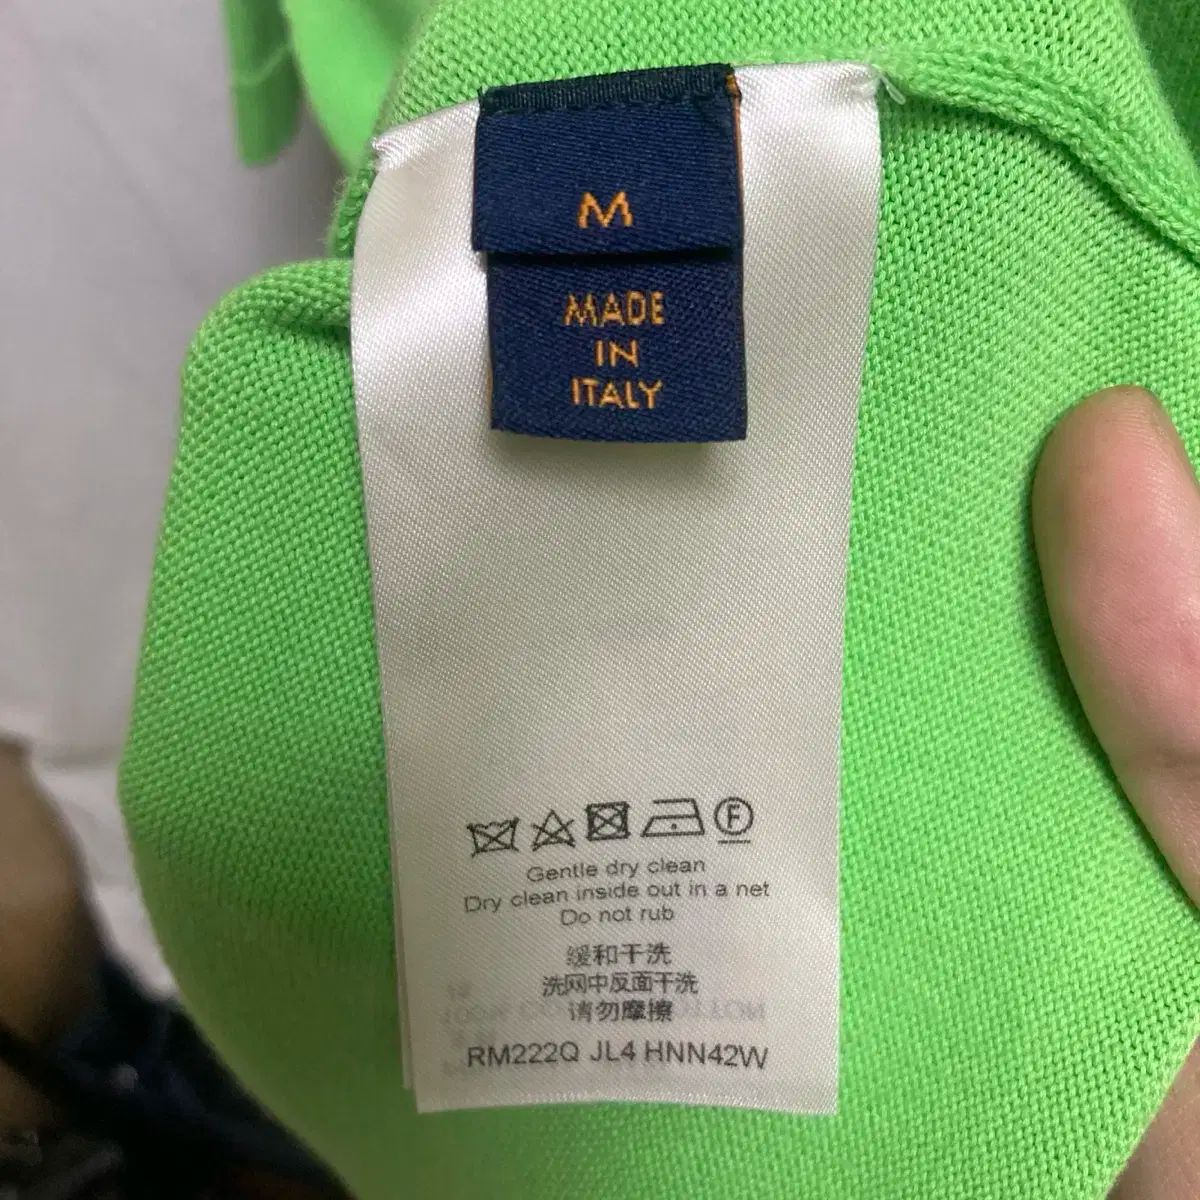 M
MADE
IN
ITALY
F
Gentle dry clean
Dry clean inside out in a net
Do not rub
缓和干洗
洗网中反面干洗
请勿摩擦
RM222Q JL4 HNN42W